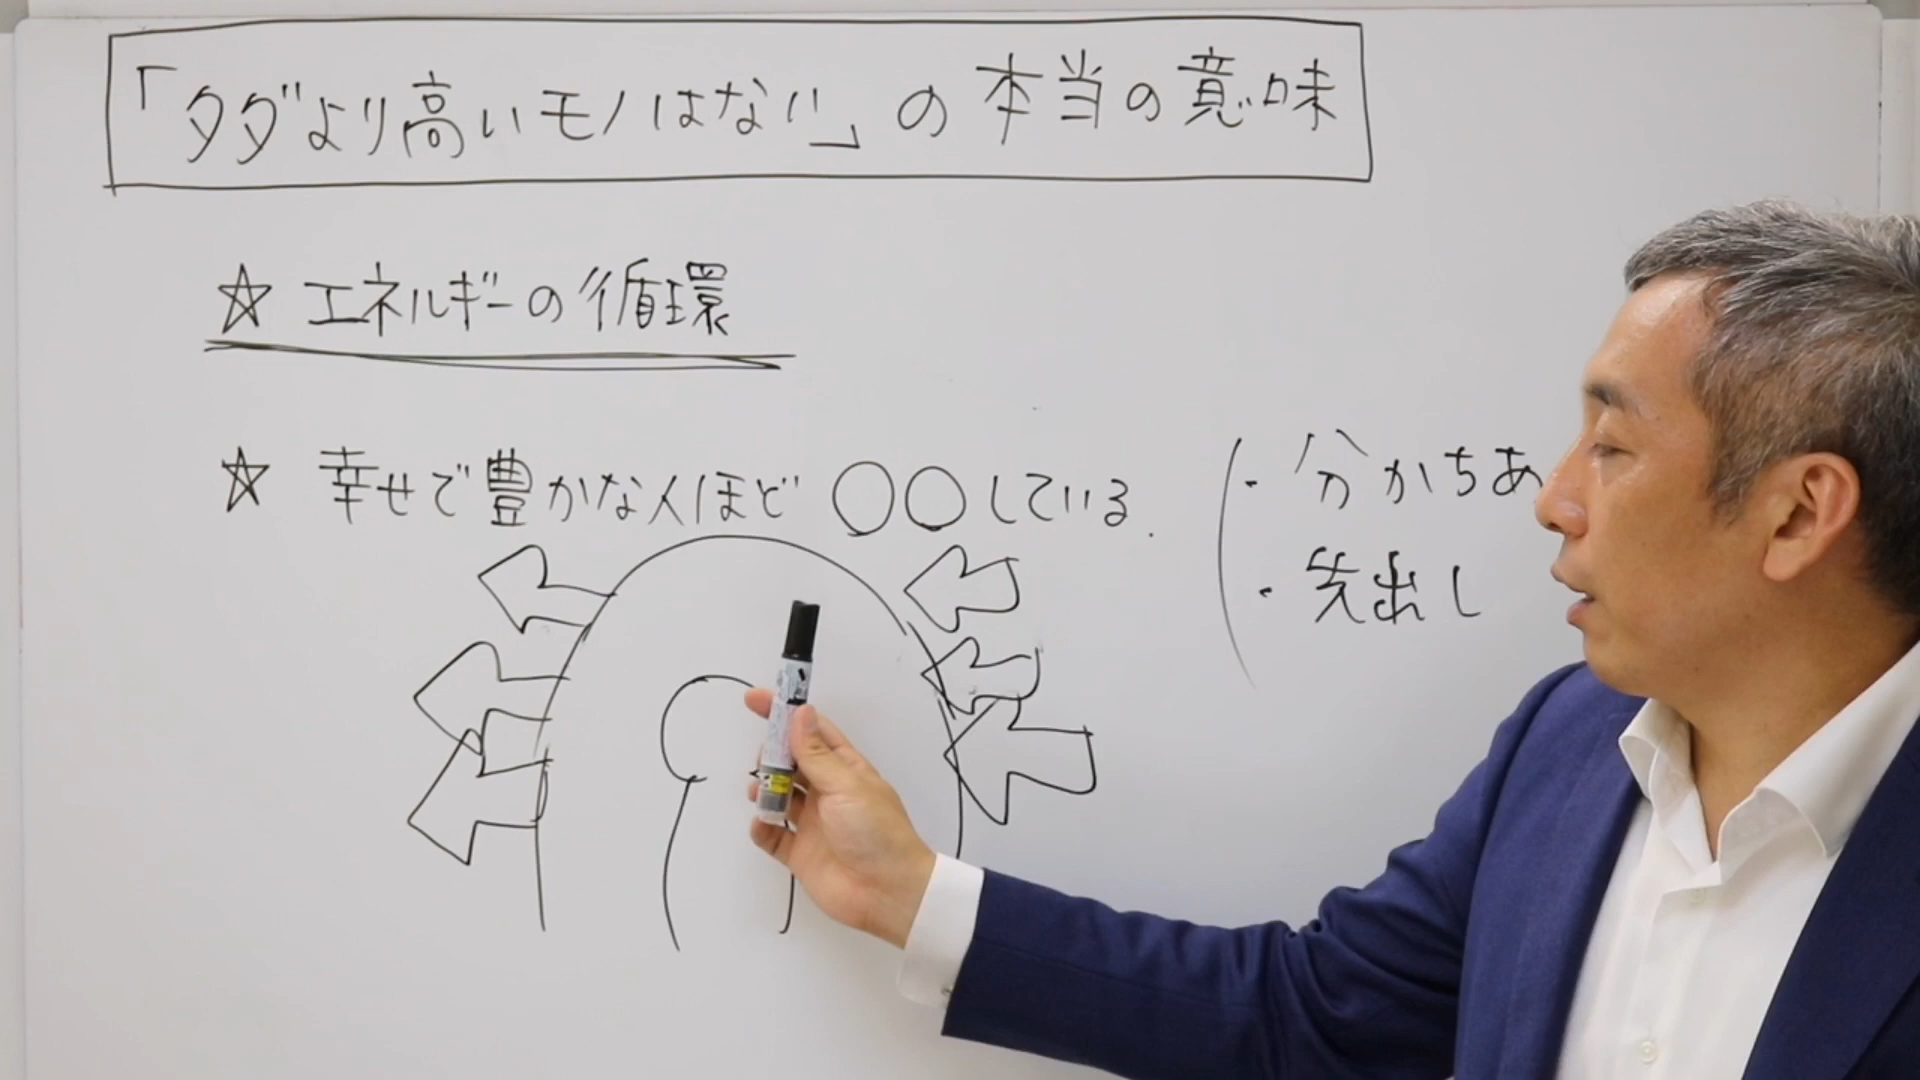 「タダより高いモノはない」の本当の意味
☆ エネルギーの循環
☆ 幸せで豊かな人ほど ○○している.
・分かちあ
・先出し